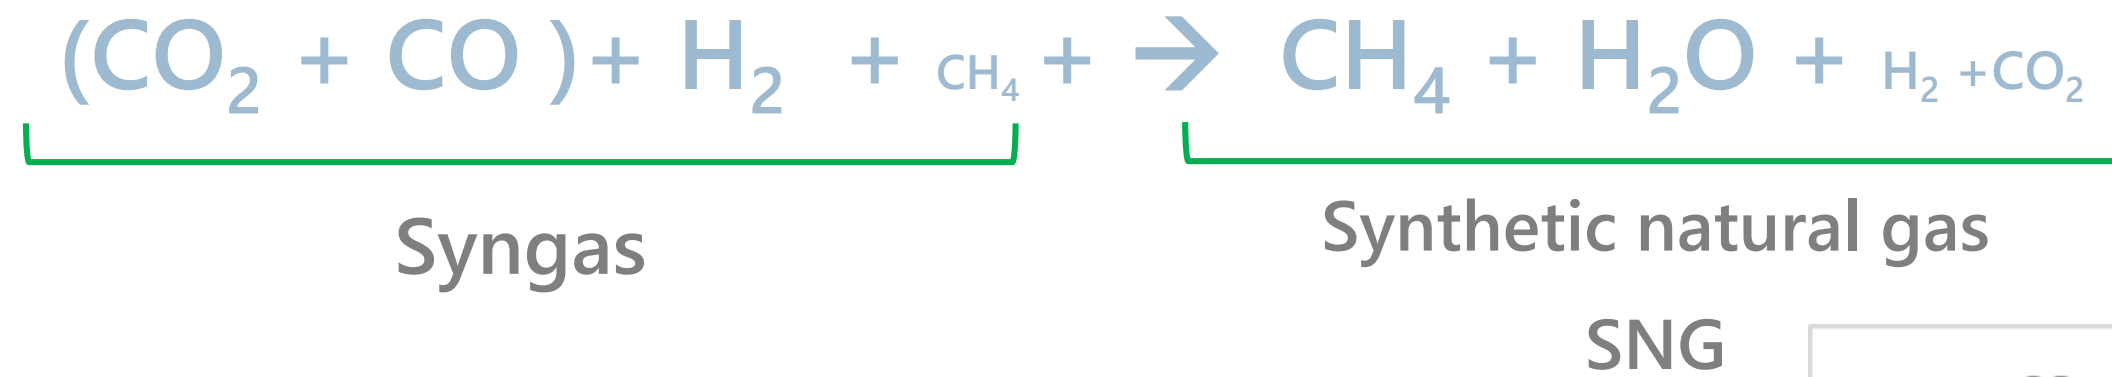 (CO₂ + CO )+ H₂ + CH₄ + → CH₄ + H₂O + H₂ +CO₂
Syngas
Synthetic natural gas
SNG